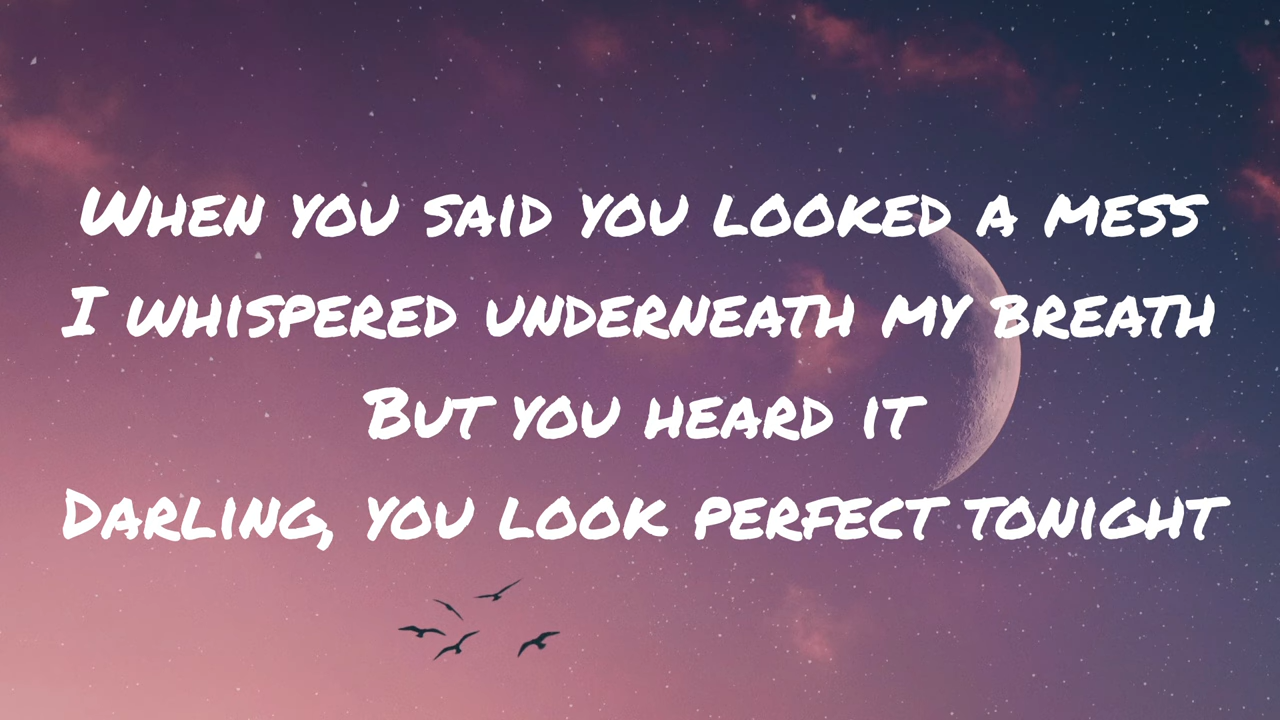 When you said you looked a mess
I whispered underneath my breath
But you heard it
Darling, you look perfect tonight